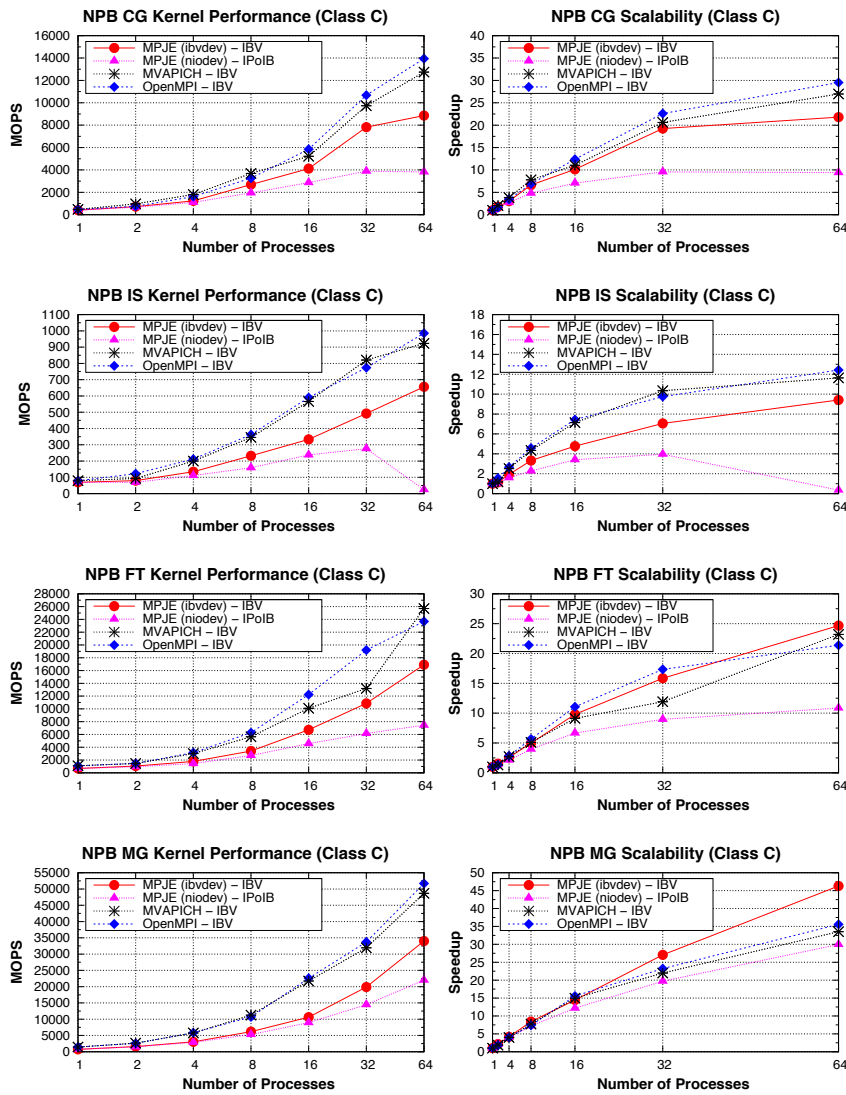 NPB CG Kernel Performance (Class C)
MOPS
16000
14000
12000
10000
8000
6000
4000
2000
0
MPJE (ibvdev) – IBV
MPJE (niodev) – IPoIB
MVAPICH – IBV
OpenMPI – IBV
1 2 4 8 16 32 64
Number of Processes
NPB CG Scalability (Class C)
Speedup
40
35
30
25
20
15
10
5
0
MPJE (ibvdev) – IBV
MPJE (niodev) – IPoIB
MVAPICH – IBV
OpenMPI – IBV
1 4 8 16 32 64
Number of Processes
NPB IS Kernel Performance (Class C)
MOPS
1100
1000
900
800
700
600
500
400
300
200
100
0
MPJE (ibvdev) – IBV
MPJE (niodev) – IPoIB
MVAPICH – IBV
OpenMPI – IBV
1 2 4 8 16 32 64
Number of Processes
NPB IS Scalability (Class C)
Speedup
18
16
14
12
10
8
6
4
2
0
MPJE (ibvdev) – IBV
MPJE (niodev) – IPoIB
MVAPICH – IBV
OpenMPI – IBV
1 4 8 16 32 64
Number of Processes
NPB FT Kernel Performance (Class C)
MOPS
28000
26000
24000
22000
20000
18000
16000
14000
12000
10000
8000
6000
4000
2000
0
MPJE (ibvdev) – IBV
MPJE (niodev) – IPoIB
MVAPICH – IBV
OpenMPI – IBV
1 2 4 8 16 32 64
Number of Processes
NPB FT Scalability (Class C)
Speedup
30
25
20
15
10
5
0
MPJE (ibvdev) – IBV
MPJE (niodev) – IPoIB
MVAPICH – IBV
OpenMPI – IBV
1 4 8 16 32 64
Number of Processes
NPB MG Kernel Performance (Class C)
MOPS
55000
50000
45000
40000
35000
30000
25000
20000
15000
10000
5000
0
MPJE (ibvdev) – IBV
MPJE (niodev) – IPoIB
MVAPICH – IBV
OpenMPI – IBV
1 2 4 8 16 32 64
Number of Processes
NPB MG Scalability (Class C)
Speedup
50
45
40
35
30
25
20
15
10
5
0
MPJE (ibvdev) – IBV
MPJE (niodev) – IPoIB
MVAPICH – IBV
OpenMPI – IBV
1 4 8 16 32 64
Number of Processes